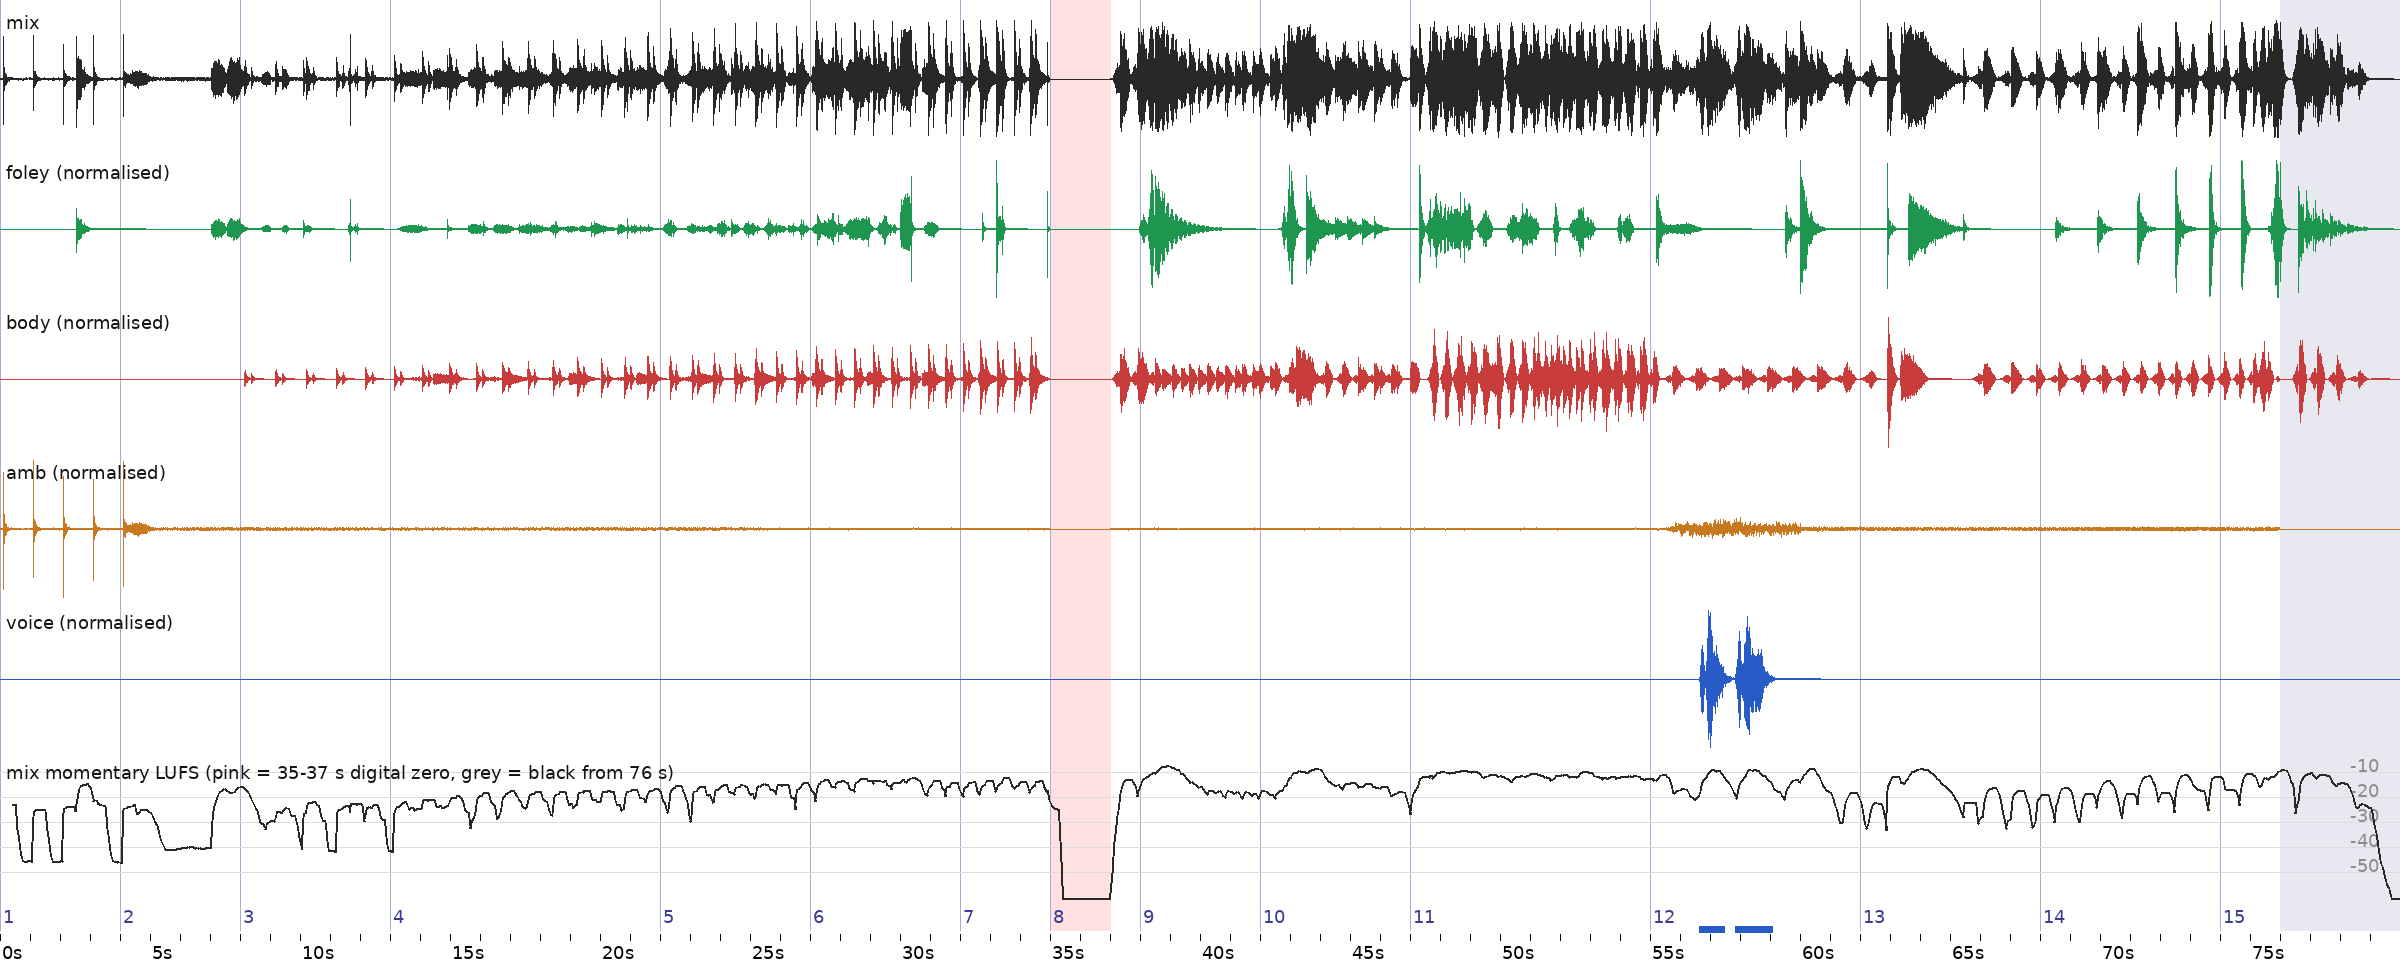 mix
foley (normalised)
body (normalised)
amb (normalised)
voice (normalised)
mix momentary LUFS (pink = 35-37 s digital zero, grey = black from 76 s)
-10
-20
-30
-40
-50
1 2 3 4 5 6 7 8 9 10 11 12 13 14 15
0s 5s 10s 15s 20s 25s 30s 35s 40s 45s 50s 55s 60s 65s 70s 75s